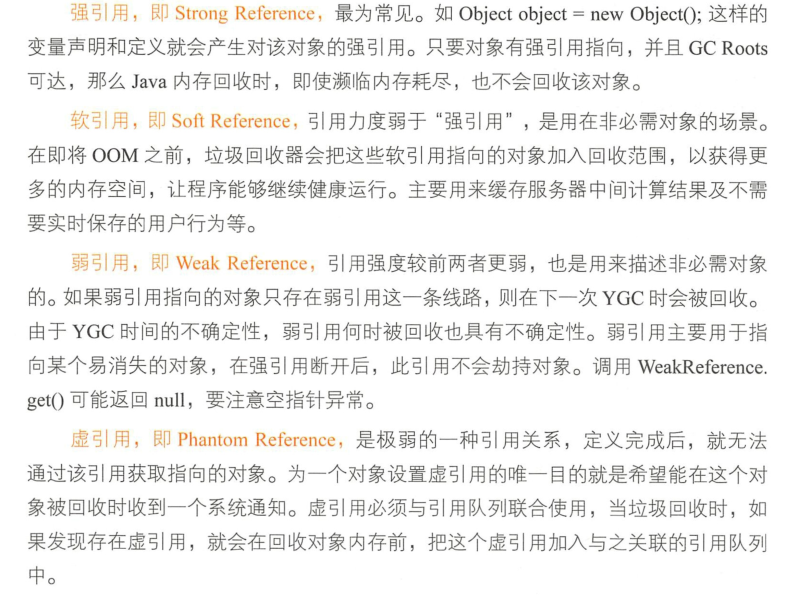 强引用，即 Strong Reference，最为常见。如 Object object = new Object(); 这样的
变量声明和定义就会产生对该对象的强引用。只要对象有强引用指向，并且 GC Roots
可达，那么 Java 内存回收时，即使濒临内存耗尽，也不会回收该对象。
软引用，即 Soft Reference，引用力度弱于“强引用”，是用在非必需对象的场景。
在即将 OOM 之前，垃圾回收器会把这些软引用指向的对象加入回收范围，以获得更
多的内存空间，让程序能够继续健康运行。主要用来缓存服务器中间计算结果及不需
要实时保存的用户行为等。
弱引用，即 Weak Reference，引用强度较前两者更弱，也是用来描述非必需对象
的。如果弱引用指向的对象只存在弱引用这一条线路，则在下一次 YGC 时会被回收。
由于 YGC 时间的不确定性，弱引用何时被回收也具有不确定性。弱引用主要用于指
向某个易消失的对象，在强引用断开后，此引用不会劫持对象。调用 WeakReference.
get() 可能返回 null，要注意空指针异常。
虚引用，即 Phantom Reference，是极弱的一种引用关系，定义完成后，就无法
通过该引用获取指向的对象。为一个对象设置虚引用的唯一目的就是希望能在这个对
象被回收时收到一个系统通知。虚引用必须与引用队列联合使用，当垃圾回收时，如
果发现存在虚引用，就会在回收对象内存前，把这个虚引用加入与之关联的引用队列
中。